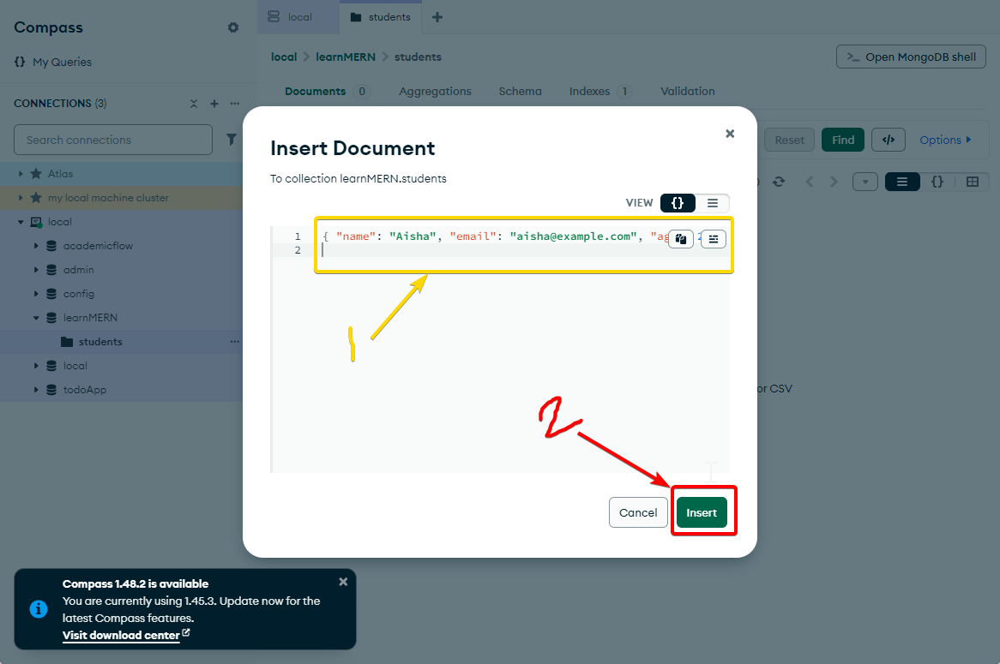 Compass
local
students
My Queries
local > learnMERN > students
Open MongoDB shell
Documents 0
Aggregations
Schema
Indexes 1
Validation
CONNECTIONS (3)
Search connections
Reset
Find
Options
Atlas
my local machine cluster
local
academicflow
admin
config
learnMERN
students
local
todoApp
or CSV
Insert Document
To collection learnMERN.students
VIEW
{}
1 { "name": "Aisha", "email": "aisha@example.com", "ag
2
1
2
Cancel
Insert
Compass 1.48.2 is available
You are currently using 1.45.3. Update now for the
latest Compass features.
Visit download center